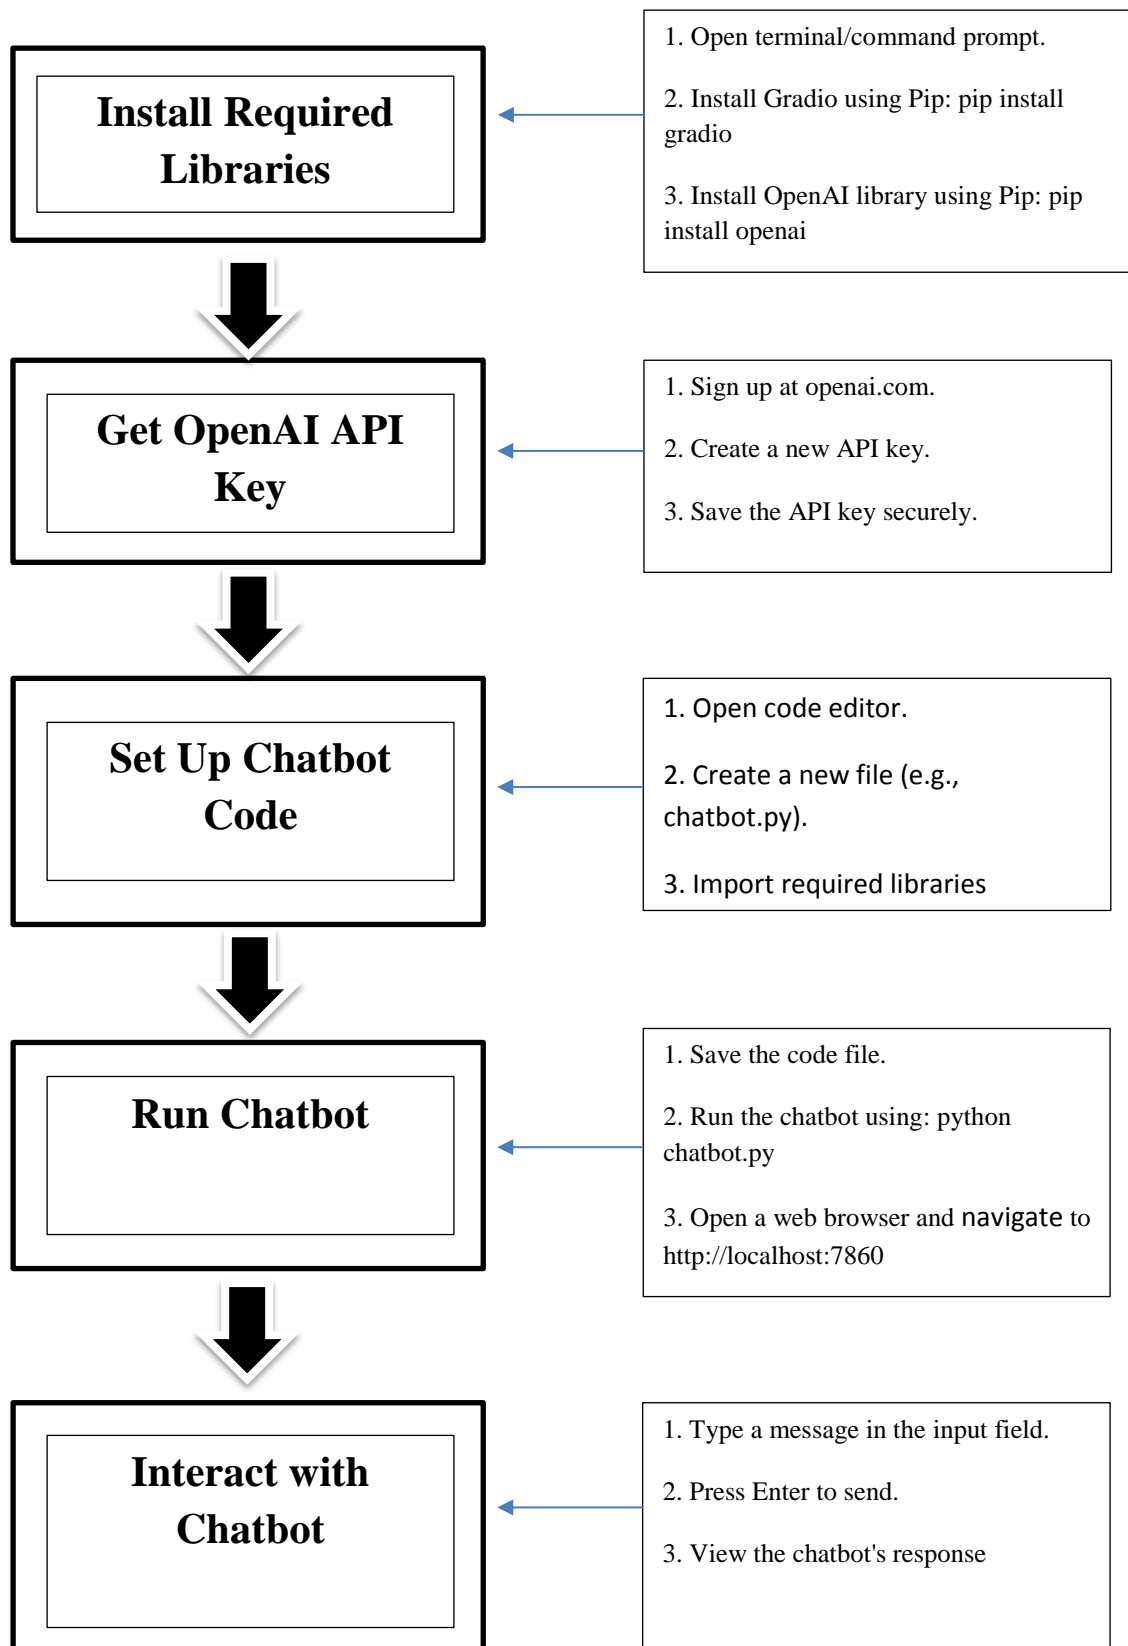 Install Required
Libraries
1. Open terminal/command prompt.
2. Install Gradio using Pip: pip install
gradio
3. Install OpenAI library using Pip: pip
install openai
Get OpenAI API
Key
1. Sign up at openai.com.
2. Create a new API key.
3. Save the API key securely.
Set Up Chatbot
Code
1. Open code editor.
2. Create a new file (e.g.,
chatbot.py).
3. Import required libraries
Run Chatbot
1. Save the code file.
2. Run the chatbot using: python
chatbot.py
3. Open a web browser and navigate to
http://localhost:7860
Interact with
Chatbot
1. Type a message in the input field.
2. Press Enter to send.
3. View the chatbot's response